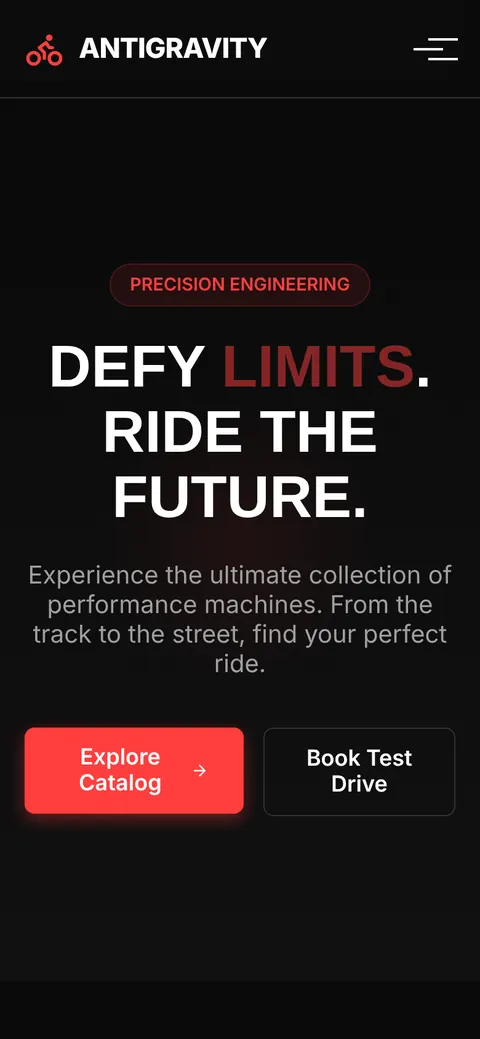 ANTIGRAVITY
PRECISION ENGINEERING
DEFY LIMITS.
RIDE THE
FUTURE.
Experience the ultimate collection of
performance machines. From the
track to the street, find your perfect
ride.
Explore
Catalog
Book Test
Drive